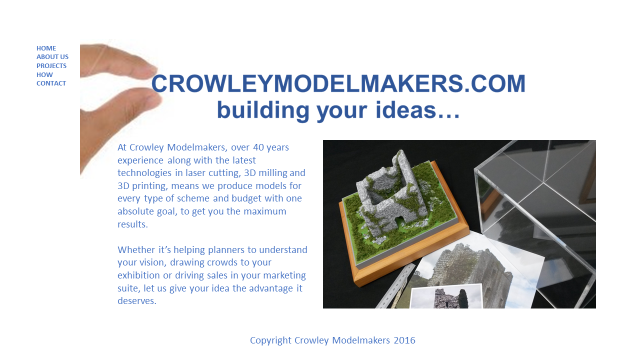 HOME
ABOUT US
PROJECTS
HOW
CONTACT
CROWLEYMODELMAKERS.COM
building your ideas…
At Crowley Modelmakers, over 40 years
experience along with the latest
technologies in laser cutting, 3D milling and
3D printing, means we produce models for
every type of scheme and budget with one
absolute goal, to get you the maximum
results.
Whether it's helping planners to understand
your vision, drawing crowds to your
exhibition or driving sales in your marketing
suite, let us give your idea the advantage it
deserves.
Copyright Crowley Modelmakers 2016